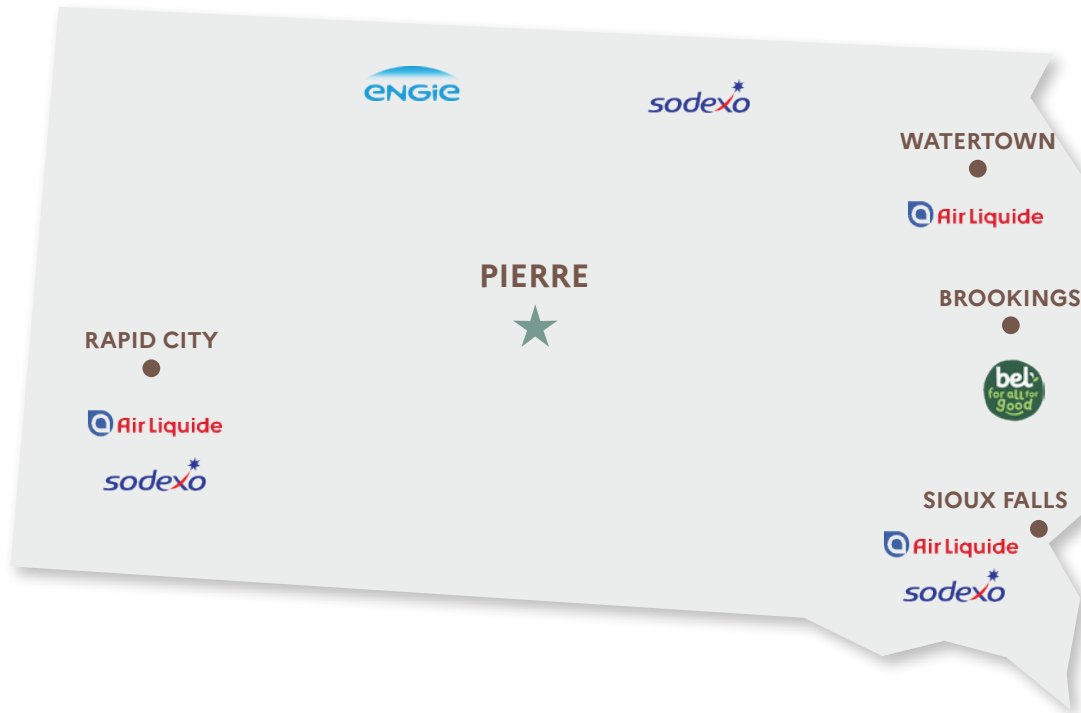 ENGIE
sodexo
WATERTOWN
Air Liquide
PIERRE
BROOKINGS
RAPID CITY
bel
for all for
good
Air Liquide
sodexo
SIOUX FALLS
Air Liquide
sodexo